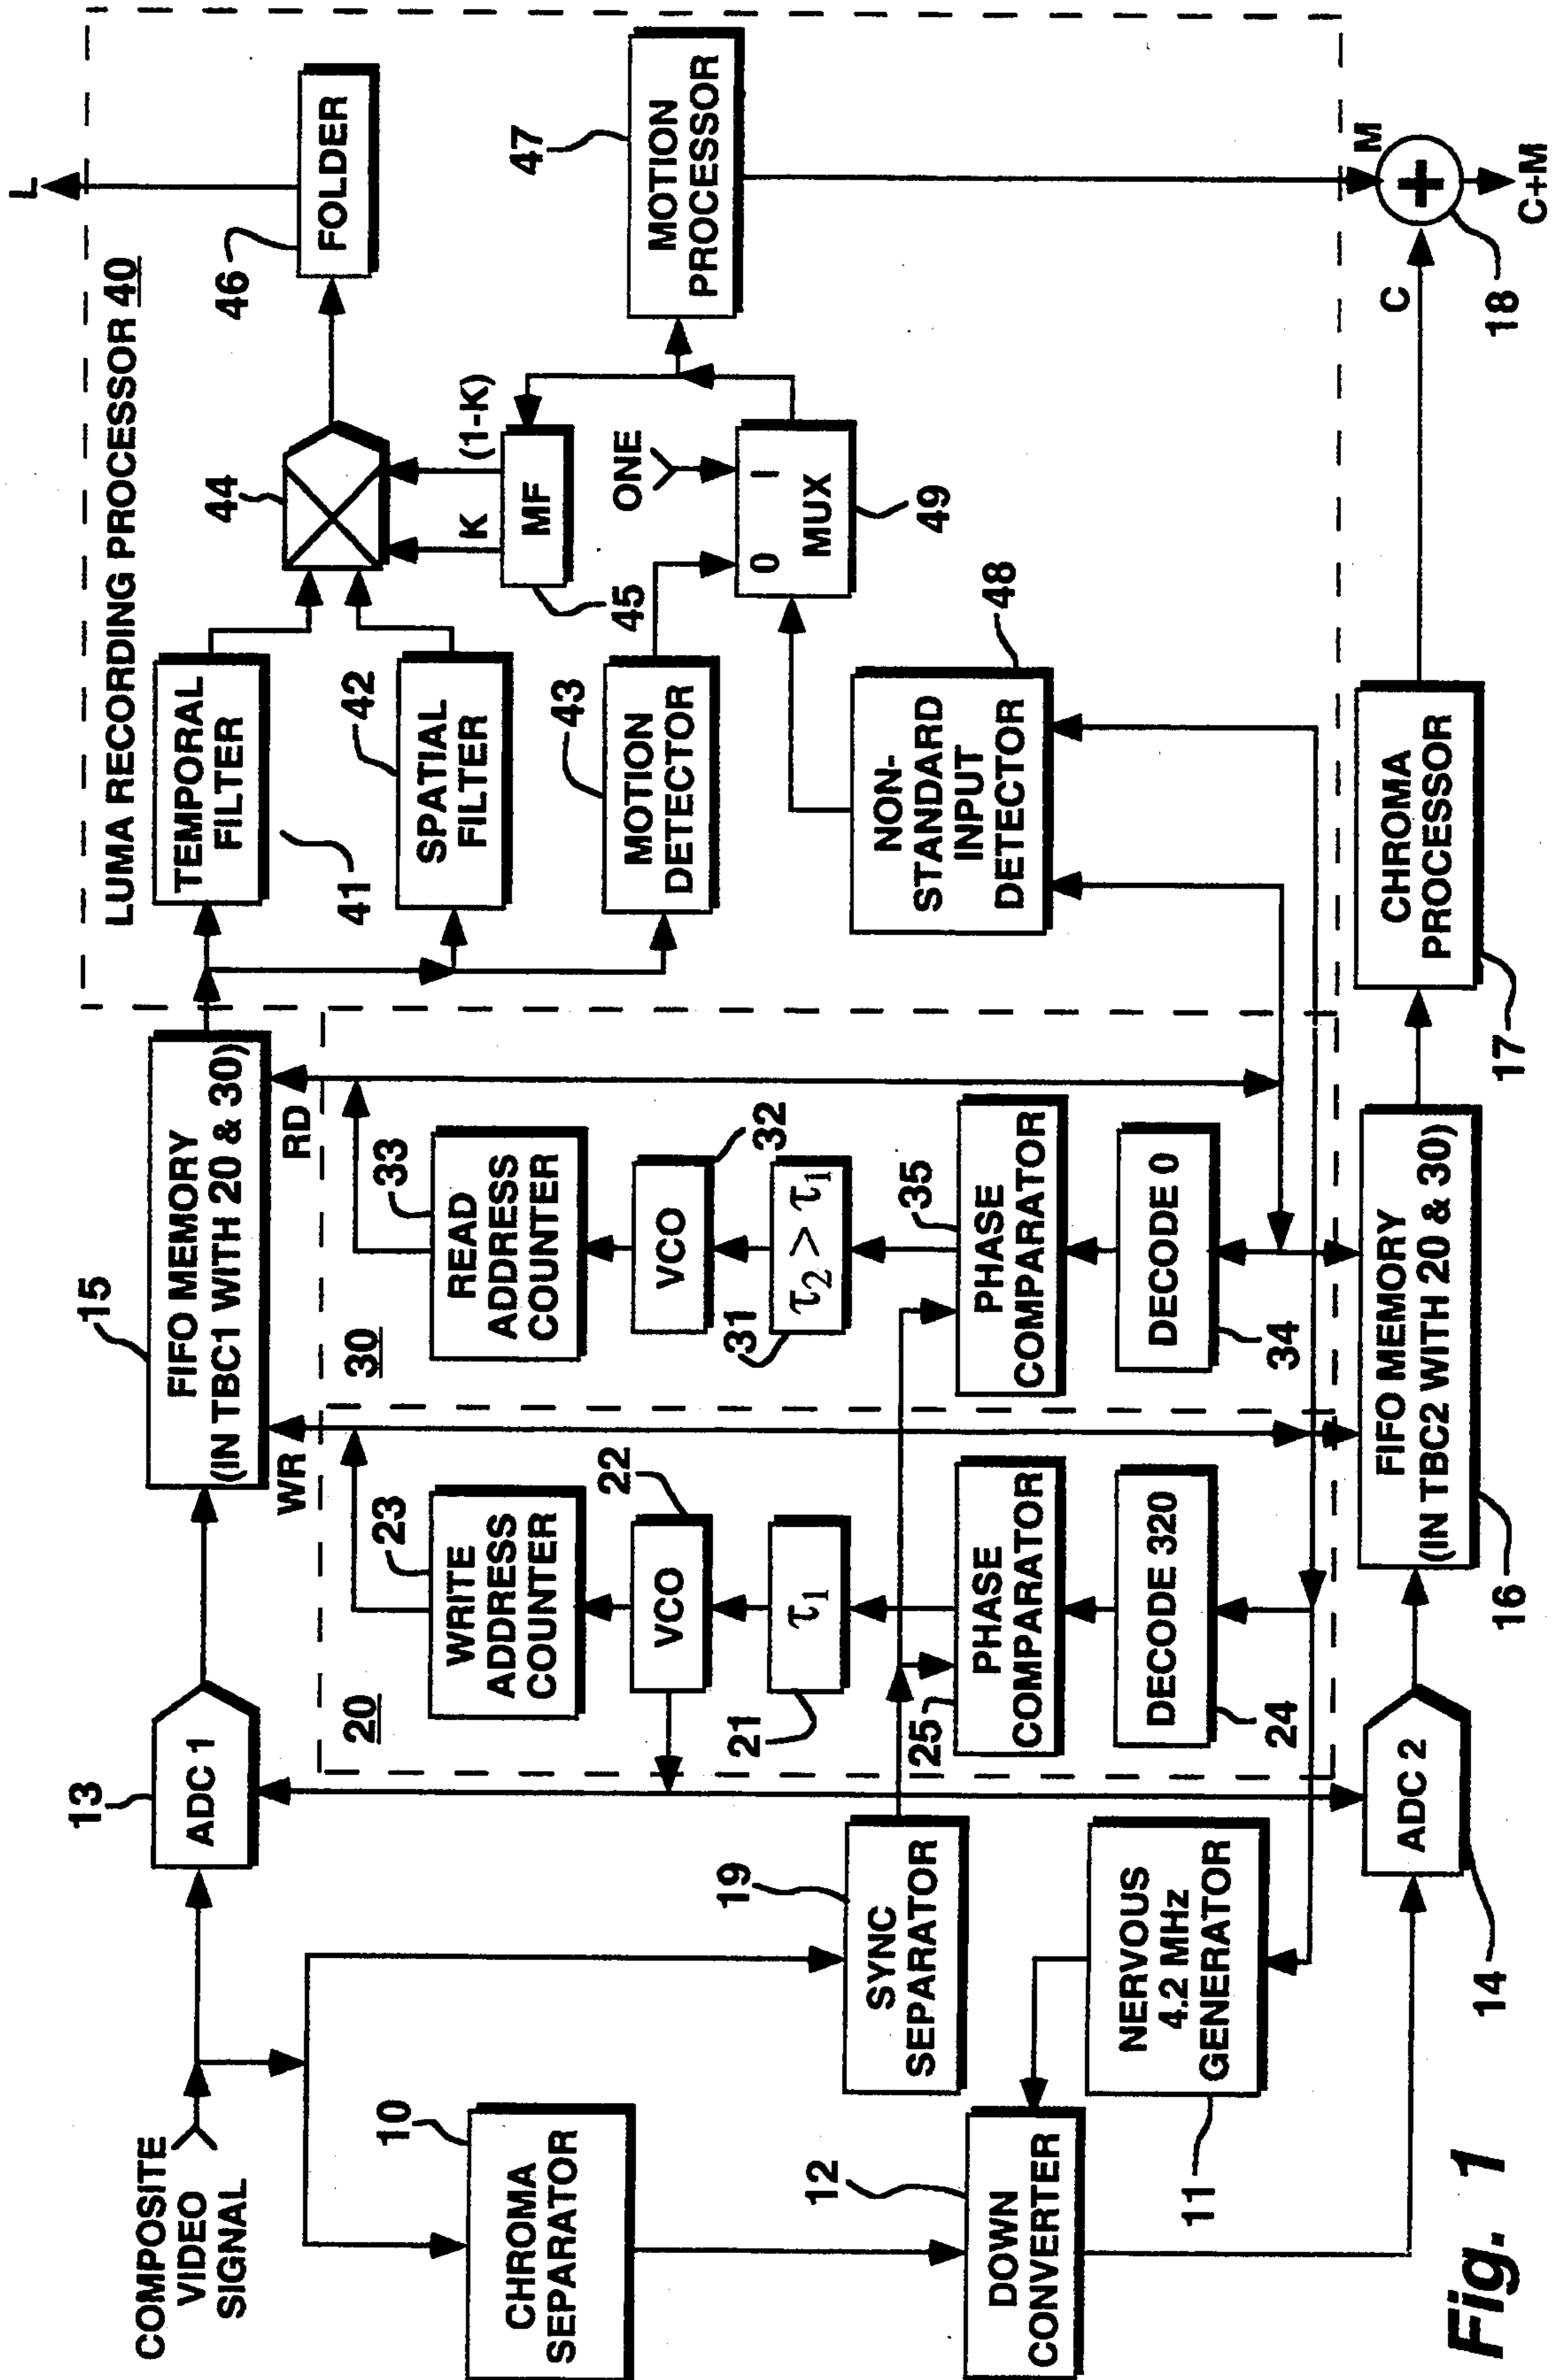 COMPOSITE
VIDEO
SIGNAL
13
ADC 1
15
FIFO MEMORY
(IN TBC1 WITH 20 & 30)
WR
RD
LUMA RECORDING PROCESSOR 40
TEMPORAL
FILTER
41
SPATIAL
FILTER
42
MOTION
DETECTOR
43
44
K
(1-K)
MF
45
46
FOLDER
L
ONE
0
1
MUX
49
47
MOTION
PROCESSOR
NON-
STANDARD
INPUT
DETECTOR
48
20
23
WRITE
ADDRESS
COUNTER
22
VCO
τ1
21
25
PHASE
COMPARATOR
DECODE 320
24
30
33
READ
ADDRESS
COUNTER
32
VCO
τ2 > τ1
31
35
PHASE
COMPARATOR
DECODE 0
34
10
CHROMA
SEPARATOR
19
SYNC
SEPARATOR
12
DOWN
CONVERTER
NERVOUS
4.2 MHz
GENERATOR
11
ADC 2
14
FIFO MEMORY
(IN TBC2 WITH 20 & 30)
16
CHROMA
PROCESSOR
17
C
M
+
18
C+M
Fig. 1